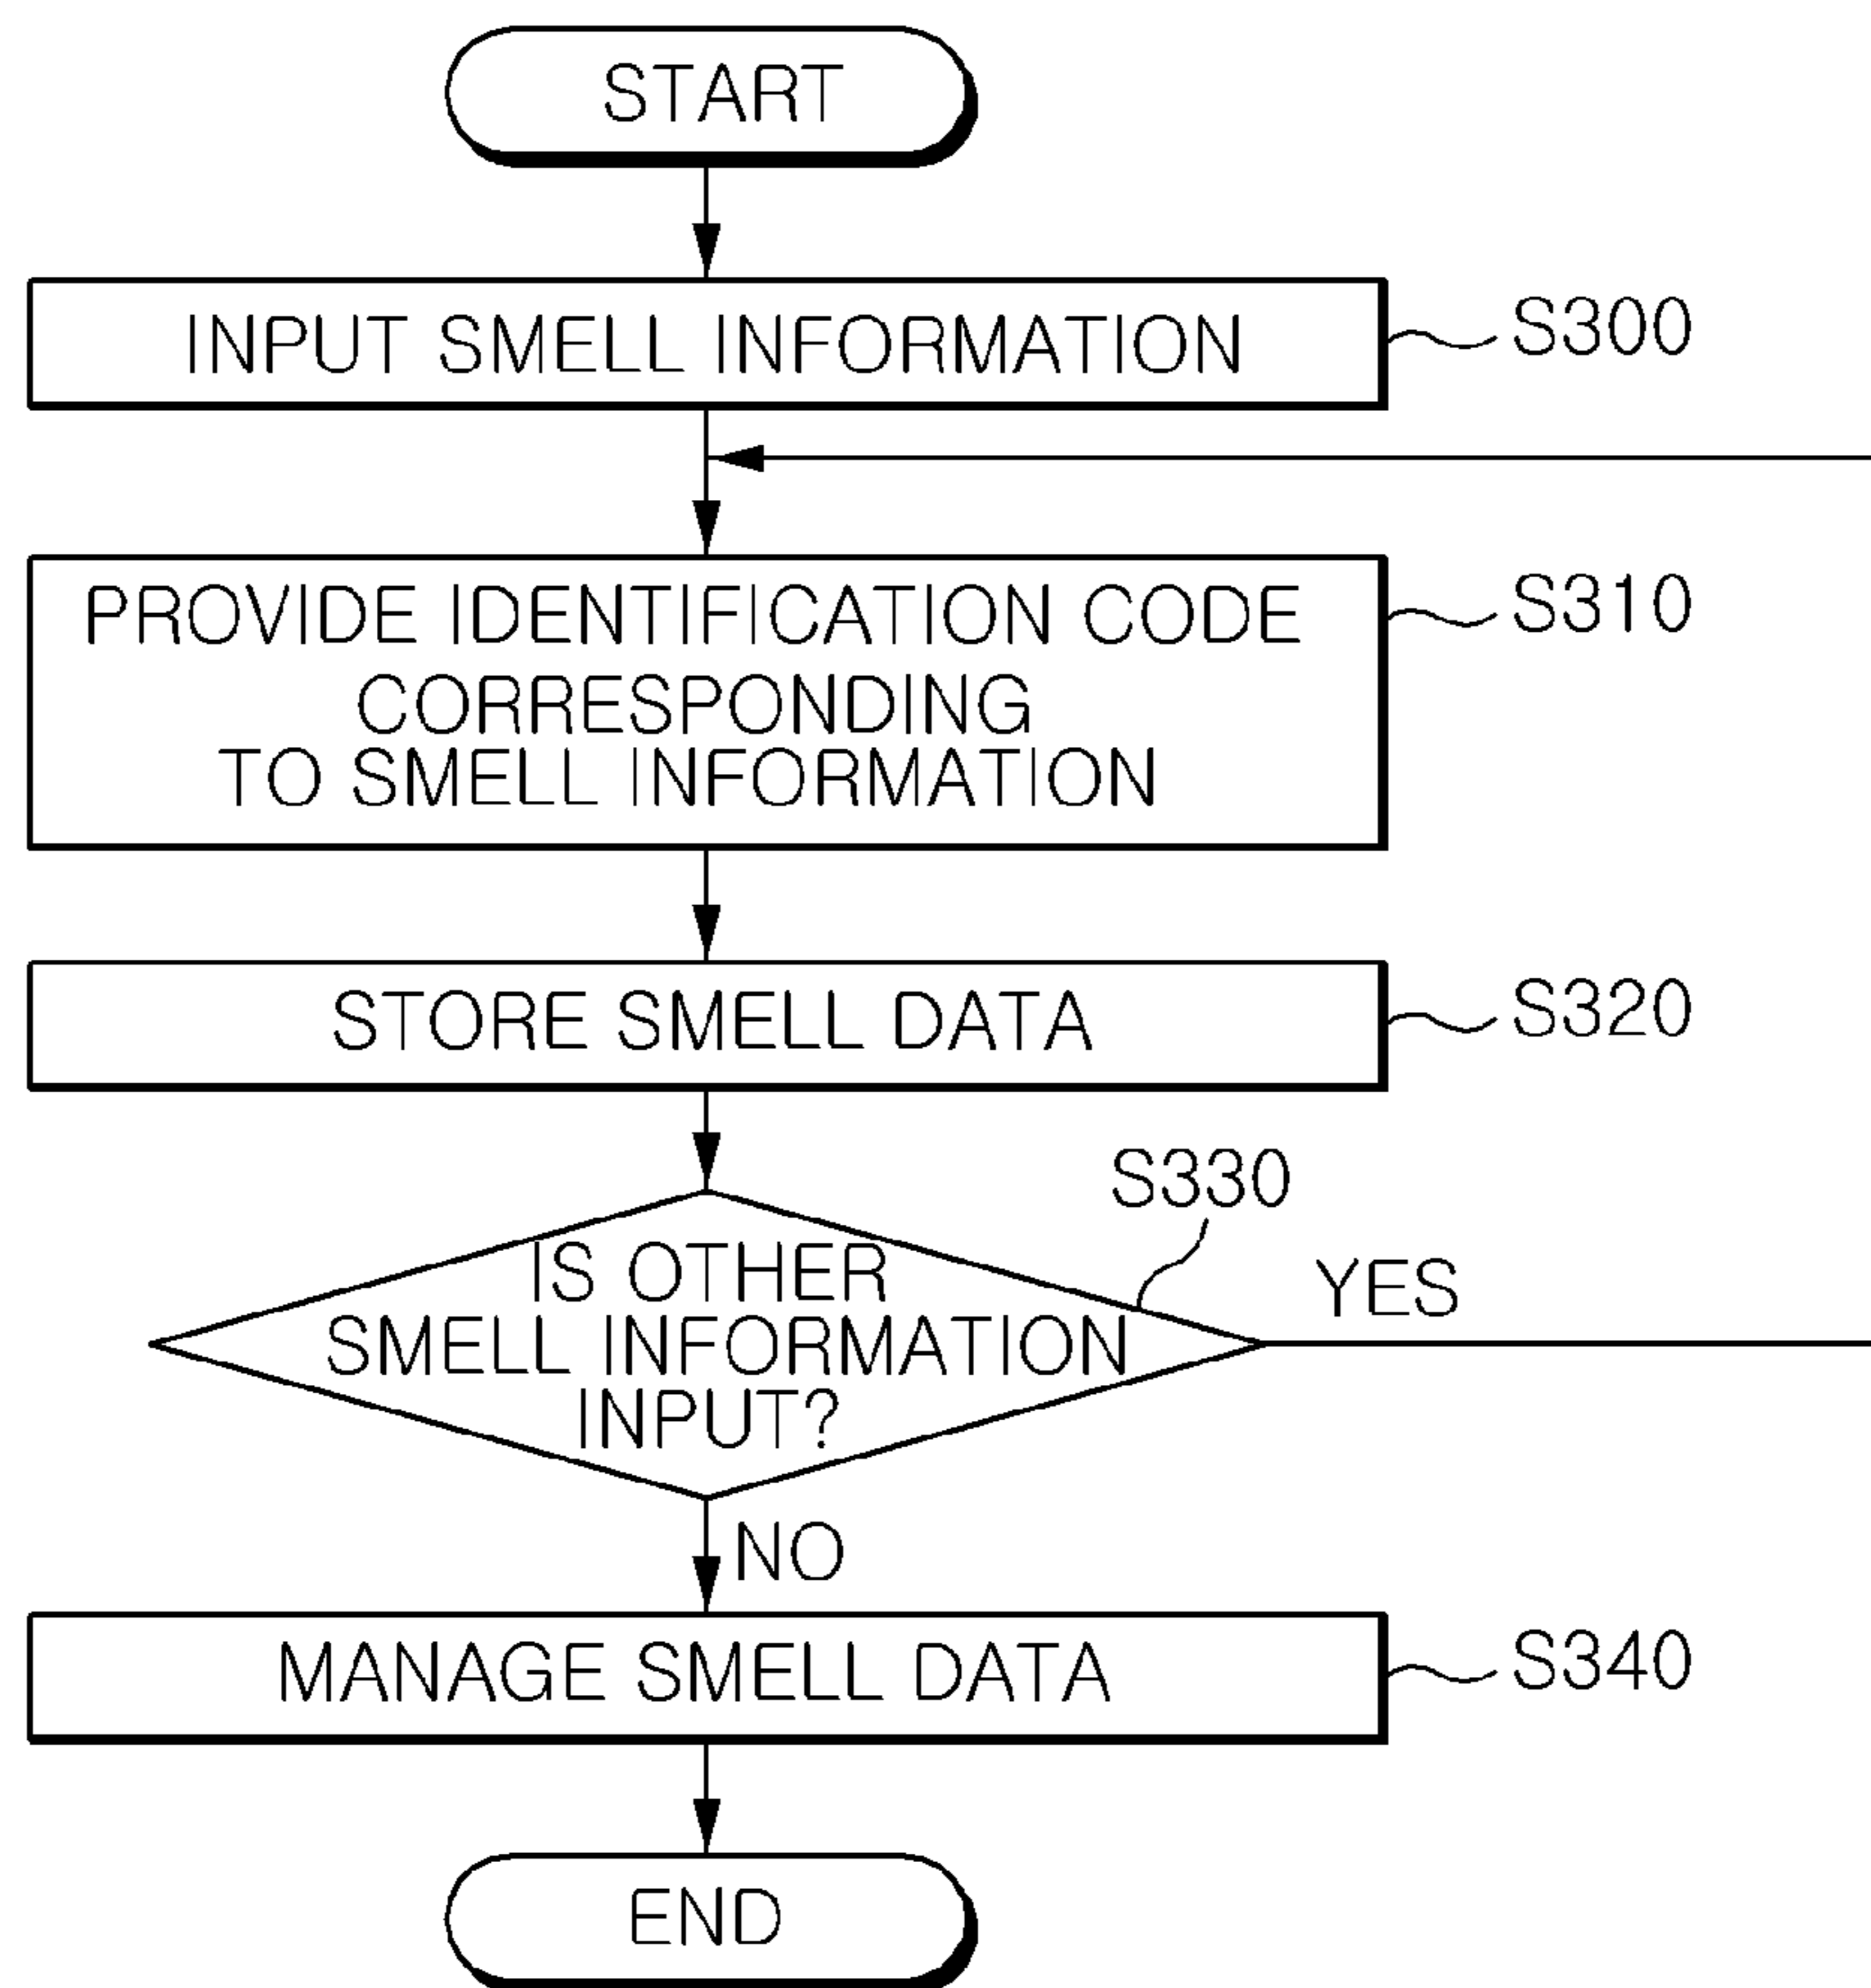 START
INPUT SMELL INFORMATION
S300
PROVIDE IDENTIFICATION CODE
CORRESPONDING
TO SMELL INFORMATION
S310
STORE SMELL DATA
S320
S330
IS OTHER
SMELL INFORMATION
INPUT?
YES
NO
MANAGE SMELL DATA
S340
END